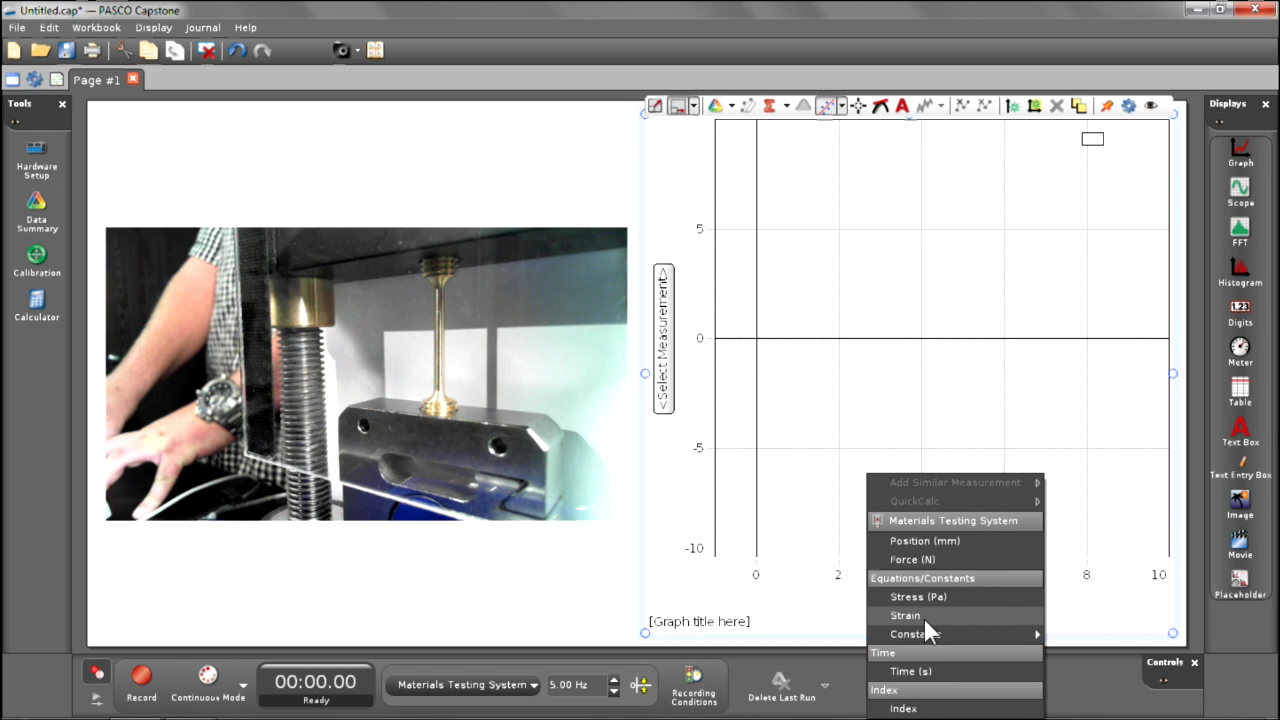 Untitled.cap* — PASCO Capstone
File Edit Workbook Display Journal Help
Page #1
Tools
Hardware
Setup
Data
Summary
Calibration
Calculator
<Select Measurement>
5
0
-5
-10
0 2 8 10
[Graph title here]
Add Similar Measurement
QuickCalc
Materials Testing System
Position (mm)
Force (N)
Equations/Constants
Stress (Pa)
Strain
Time
Time (s)
Index
Index
Displays
Graph
Scope
FFT
Histogram
1.23
Digits
Meter
Table
Text Box
Text Entry Box
Image
Movie
Placeholder
Record
Continuous Mode
00:00.00
Ready
Materials Testing System
5.00 Hz
Recording
Conditions
Delete Last Run
Controls